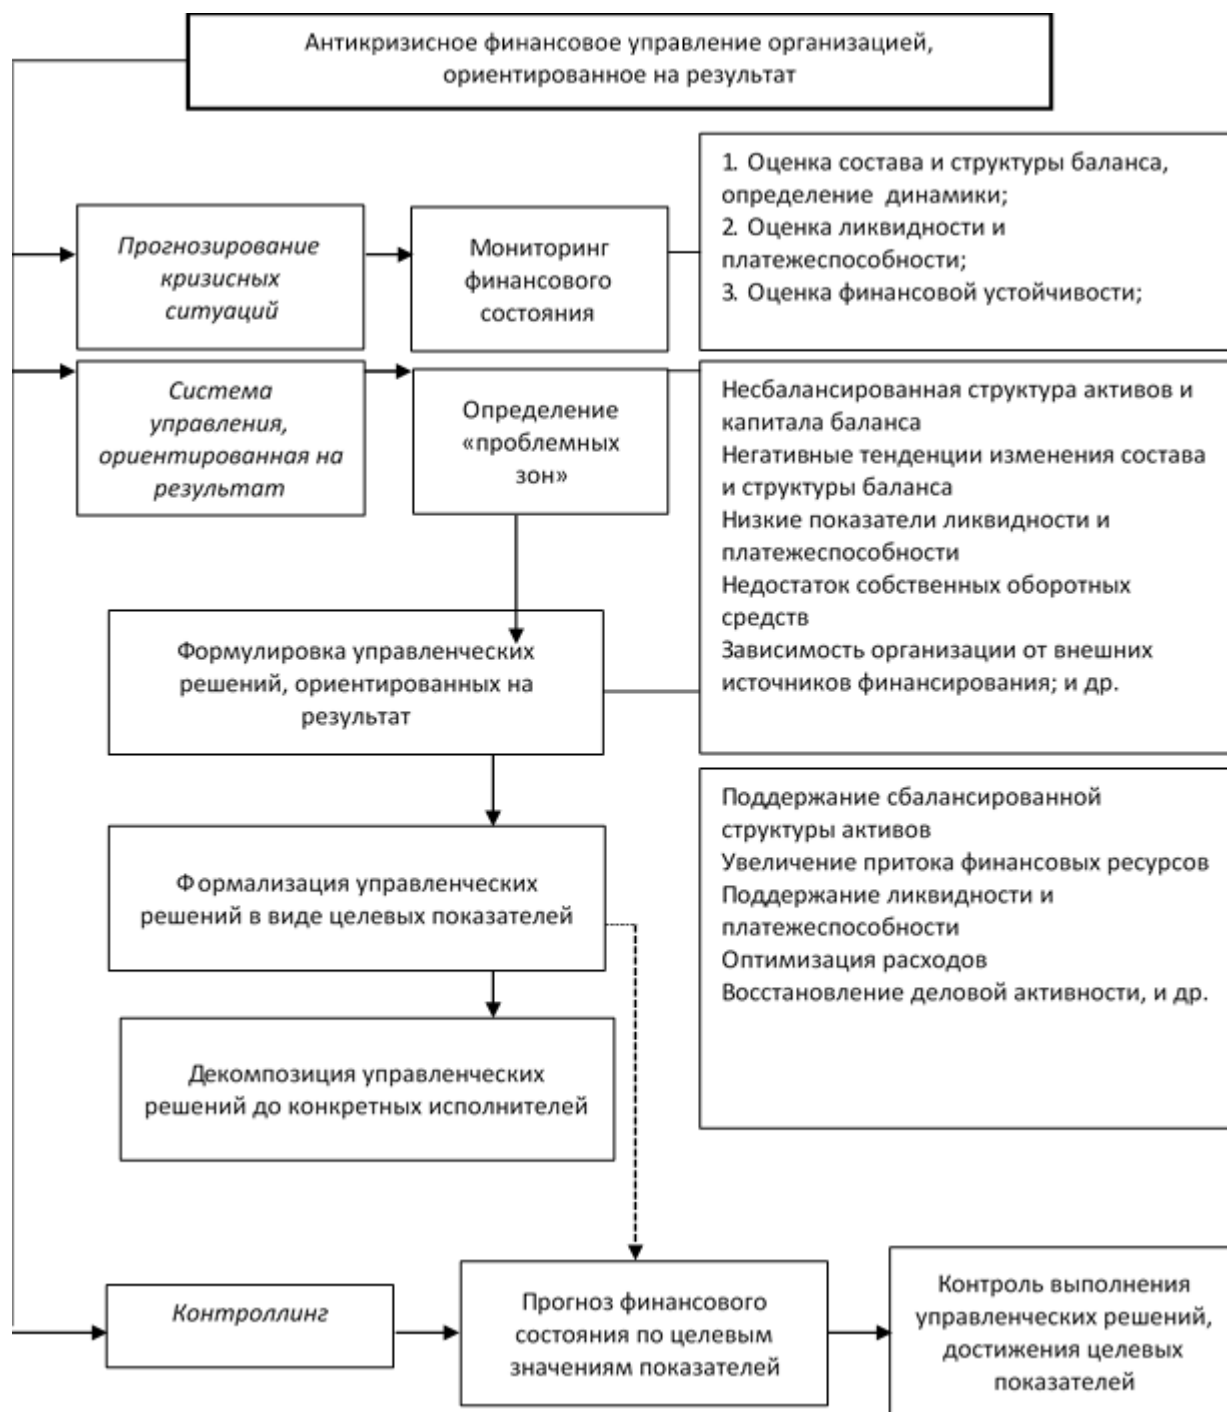 Антикризисное финансовое управление организацией,
ориентированное на результат
Прогнозирование
кризисных
ситуаций
Мониторинг
финансового
состояния
1. Оценка состава и структуры баланса,
определение динамики;
2. Оценка ликвидности и
платежеспособности;
3. Оценка финансовой устойчивости;
Система
управления,
ориентированная на
результат
Определение
«проблемных
зон»
Несбалансированная структура активов и
капитала баланса
Негативные тенденции изменения состава
и структуры баланса
Низкие показатели ликвидности и
платежеспособности
Недостаток собственных оборотных
средств
Зависимость организации от внешних
источников финансирования; и др.
Формулировка управленческих
решений, ориентированных на
результат
Формализация управленческих
решений в виде целевых показателей
Поддержание сбалансированной
структуры активов
Увеличение притока финансовых ресурсов
Поддержание ликвидности и
платежеспособности
Оптимизация расходов
Восстановление деловой активности, и др.
Декомпозиция управленческих
решений до конкретных исполнителей
Контроллинг
Прогноз финансового
состояния по целевым
значениям показателей
Контроль выполнения
управленческих решений,
достижения целевых
показателей